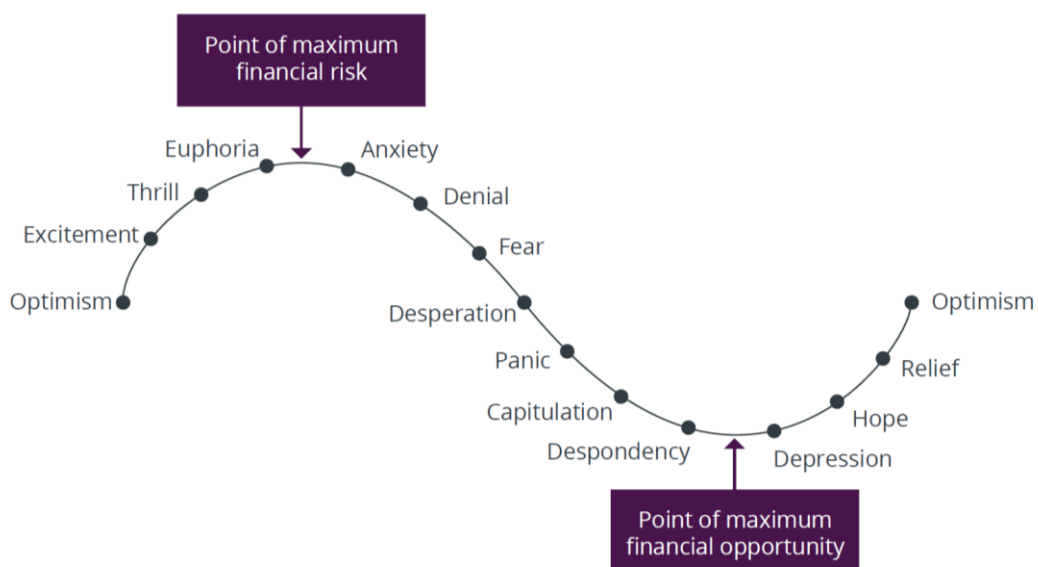 Point of maximum
financial risk
Euphoria
Anxiety
Thrill
Denial
Excitement
Fear
Optimism
Desperation
Optimism
Panic
Relief
Capitulation
Hope
Despondency
Depression
Point of maximum
financial opportunity